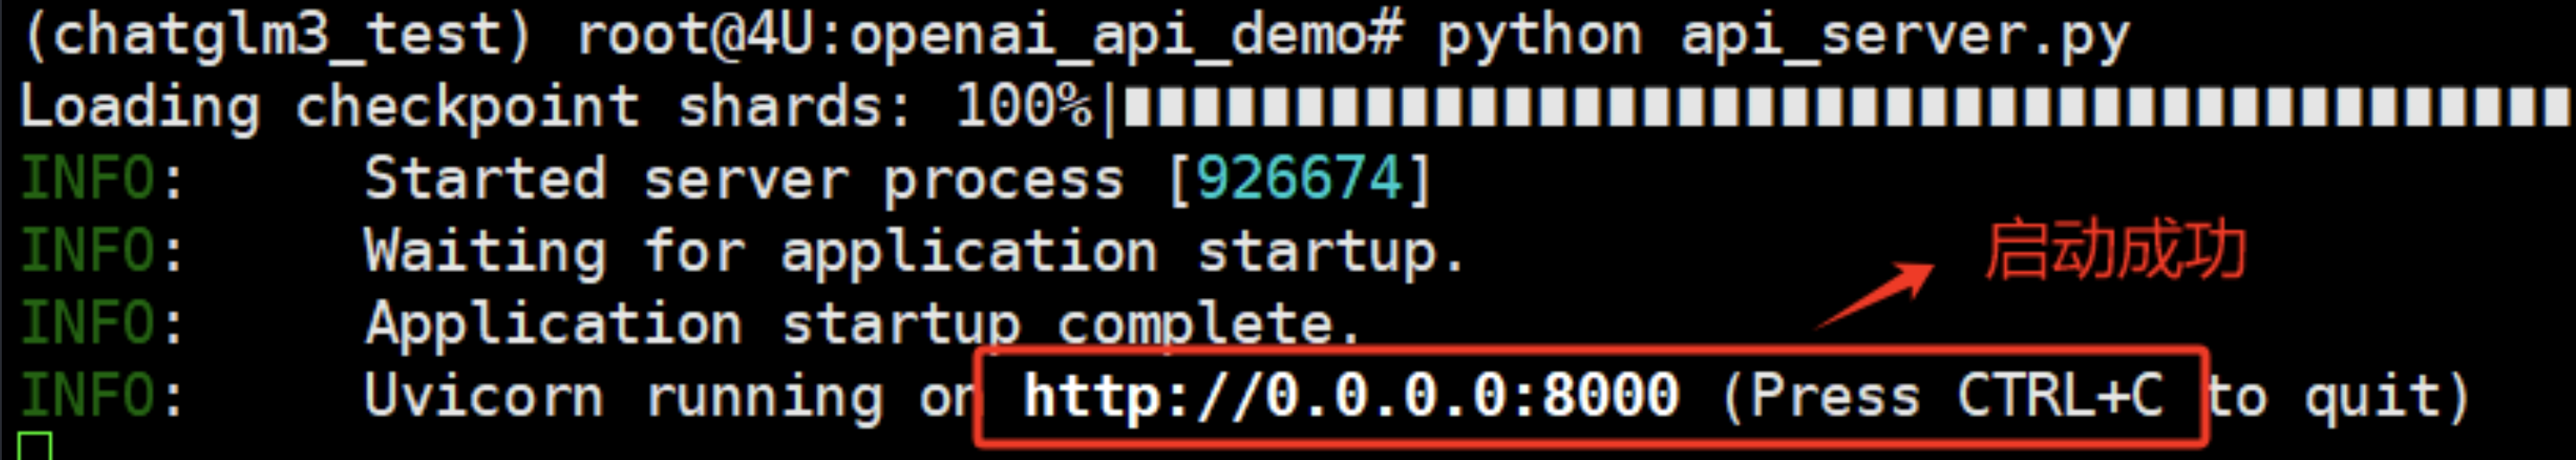 (chatglm3_test) root@4U:openai_api_demo# python api_server.py
Loading checkpoint shards: 100%|
INFO:     Started server process [926674]
INFO:     Waiting for application startup.
启动成功
INFO:     Application startup complete.
INFO:     Uvicorn running on http://0.0.0.0:8000 (Press CTRL+C to quit)